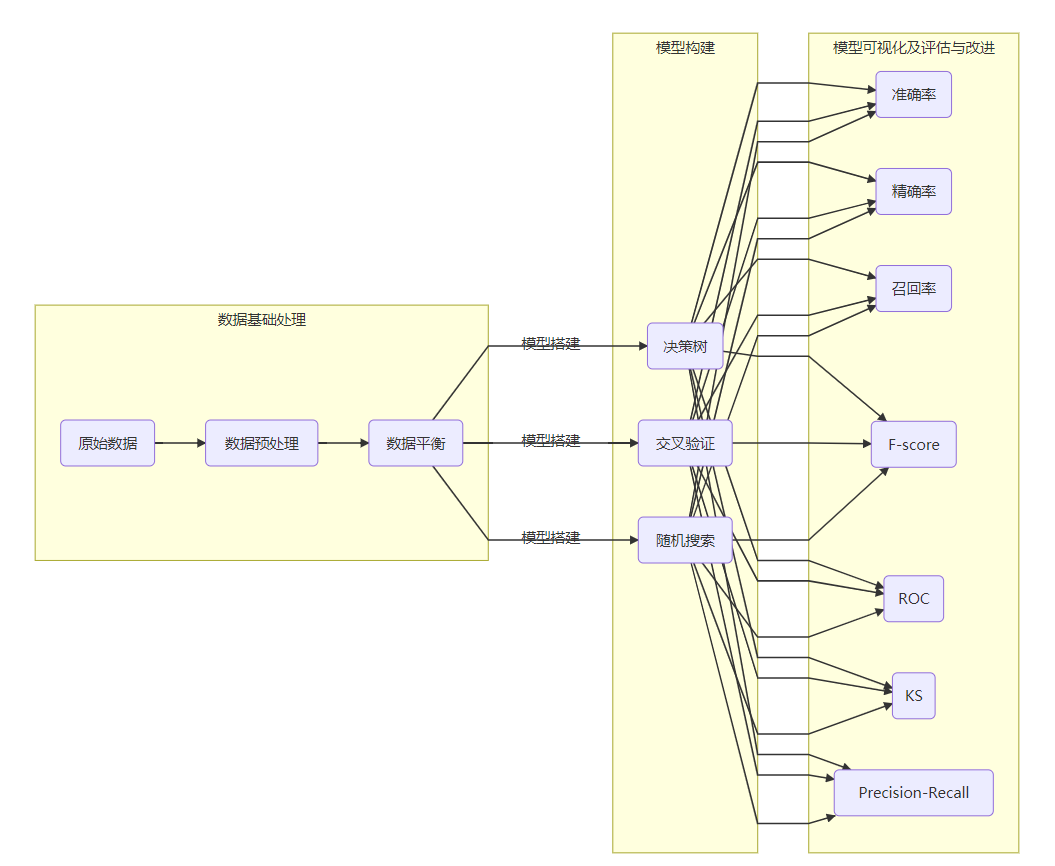 数据基础处理
原始数据
数据预处理
数据平衡
模型搭建
模型搭建
模型搭建
模型构建
决策树
交叉验证
随机搜索
模型可视化及评估与改进
准确率
精确率
召回率
F-score
ROC
KS
Precision-Recall